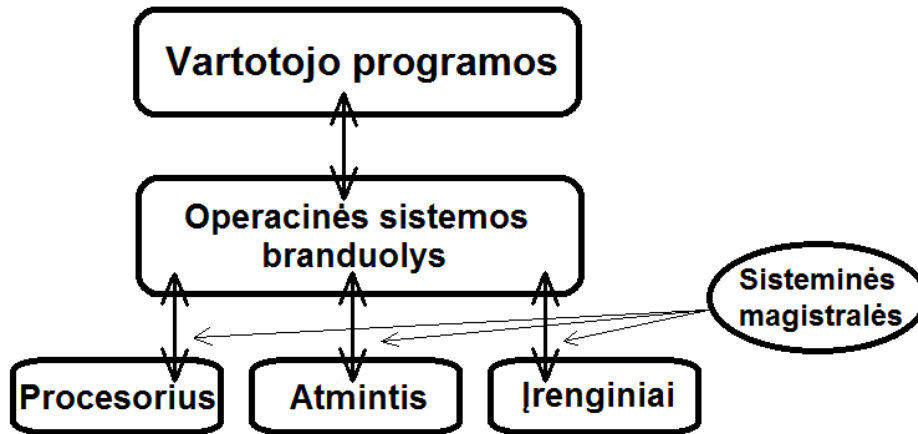 Vartotojo programos
Operacinės sistemos
branduolys
Sisteminės
magistralės
Procesorius
Atmintis
Įrenginiai